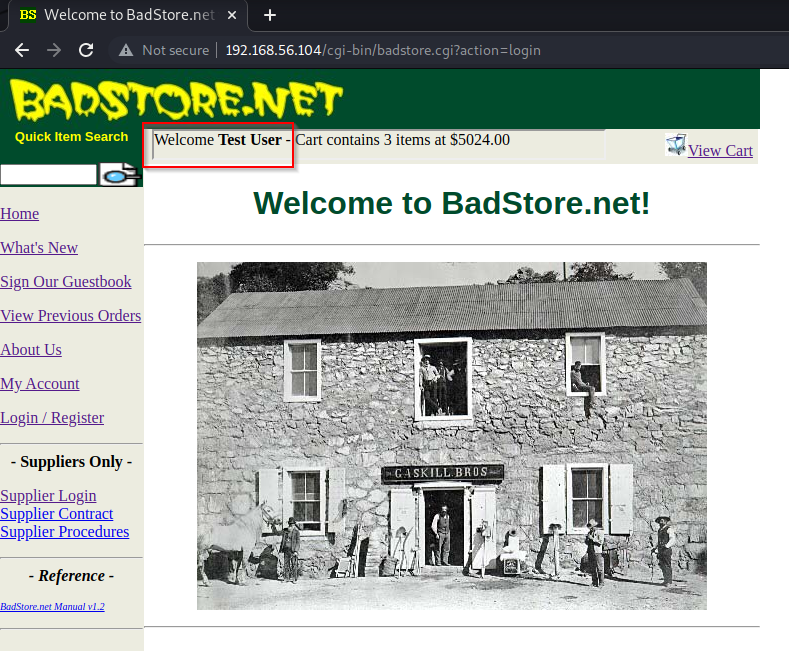 BS Welcome to BadStore.net
Not secure 192.168.56.104/cgi-bin/badstore.cgi?action=login
BADSTORE.NET
Quick Item Search
Welcome Test User - Cart contains 3 items at $5024.00
View Cart
Home
What's New
Sign Our Guestbook
View Previous Orders
About Us
My Account
Login / Register
- Suppliers Only -
Supplier Login
Supplier Contract
Supplier Procedures
- Reference -
BadStore.net Manual v1.2
Welcome to BadStore.net!
GASKILL BROS